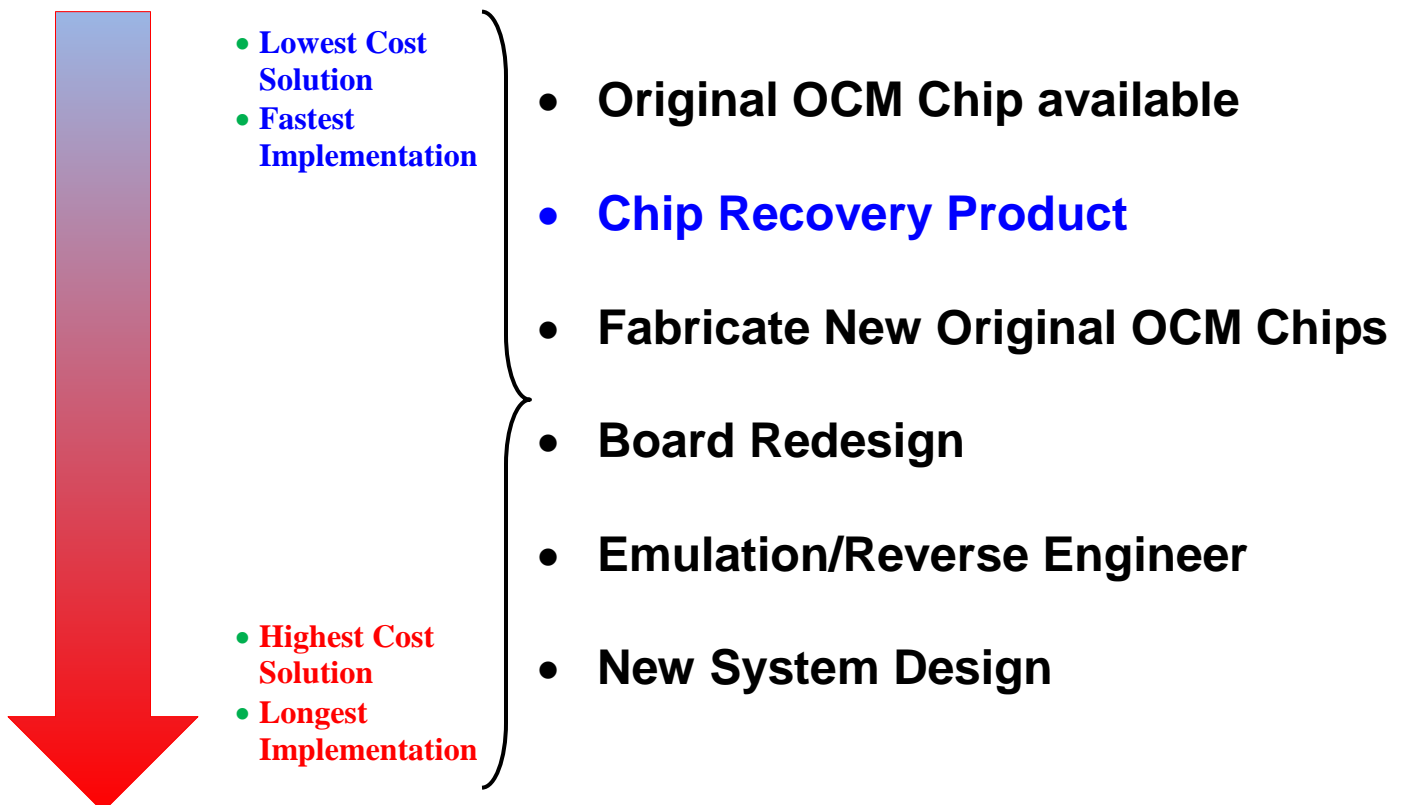 • Lowest Cost
Solution
• Fastest
Implementation
• Original OCM Chip available
• Chip Recovery Product
• Fabricate New Original OCM Chips
• Board Redesign
• Emulation/Reverse Engineer
• Highest Cost
Solution
• Longest
Implementation
• New System Design